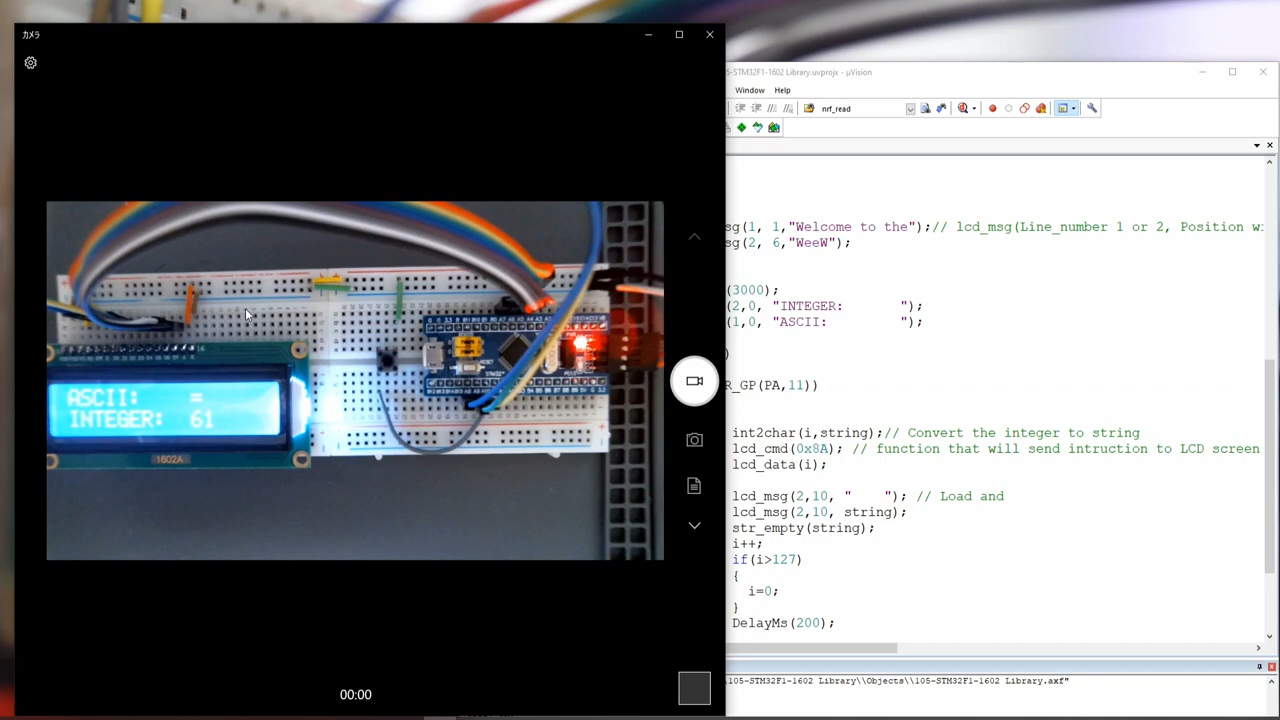 カメラ
105-STM32F1-1602 Library.uvprojx - µVision
Window Help
nrf_read
sg(1, 1,"Welcome to the");// lcd_msg(Line_number 1 or 2, Position wi
sg(2, 6,"WeeW");
(3000);
(2,0, "INTEGER:       ");
(1,0, "ASCII:         ");
)
R_GP(PA,11))
int2char(i,string);// Convert the integer to string
lcd_cmd(0x8A); // function that will send intruction to LCD screen
lcd_data(i);
lcd_msg(2,10, "    "); // Load and
lcd_msg(2,10, string);
str_empty(string);
i++;
if(i>127)
{
i=0;
}
DelayMs(200);
105-STM32F1-1602 Library\\Objects\\105-STM32F1-1602 Library.axf"
ASCII: =
INTEGER: 61
1602A
16
RESET
00:00